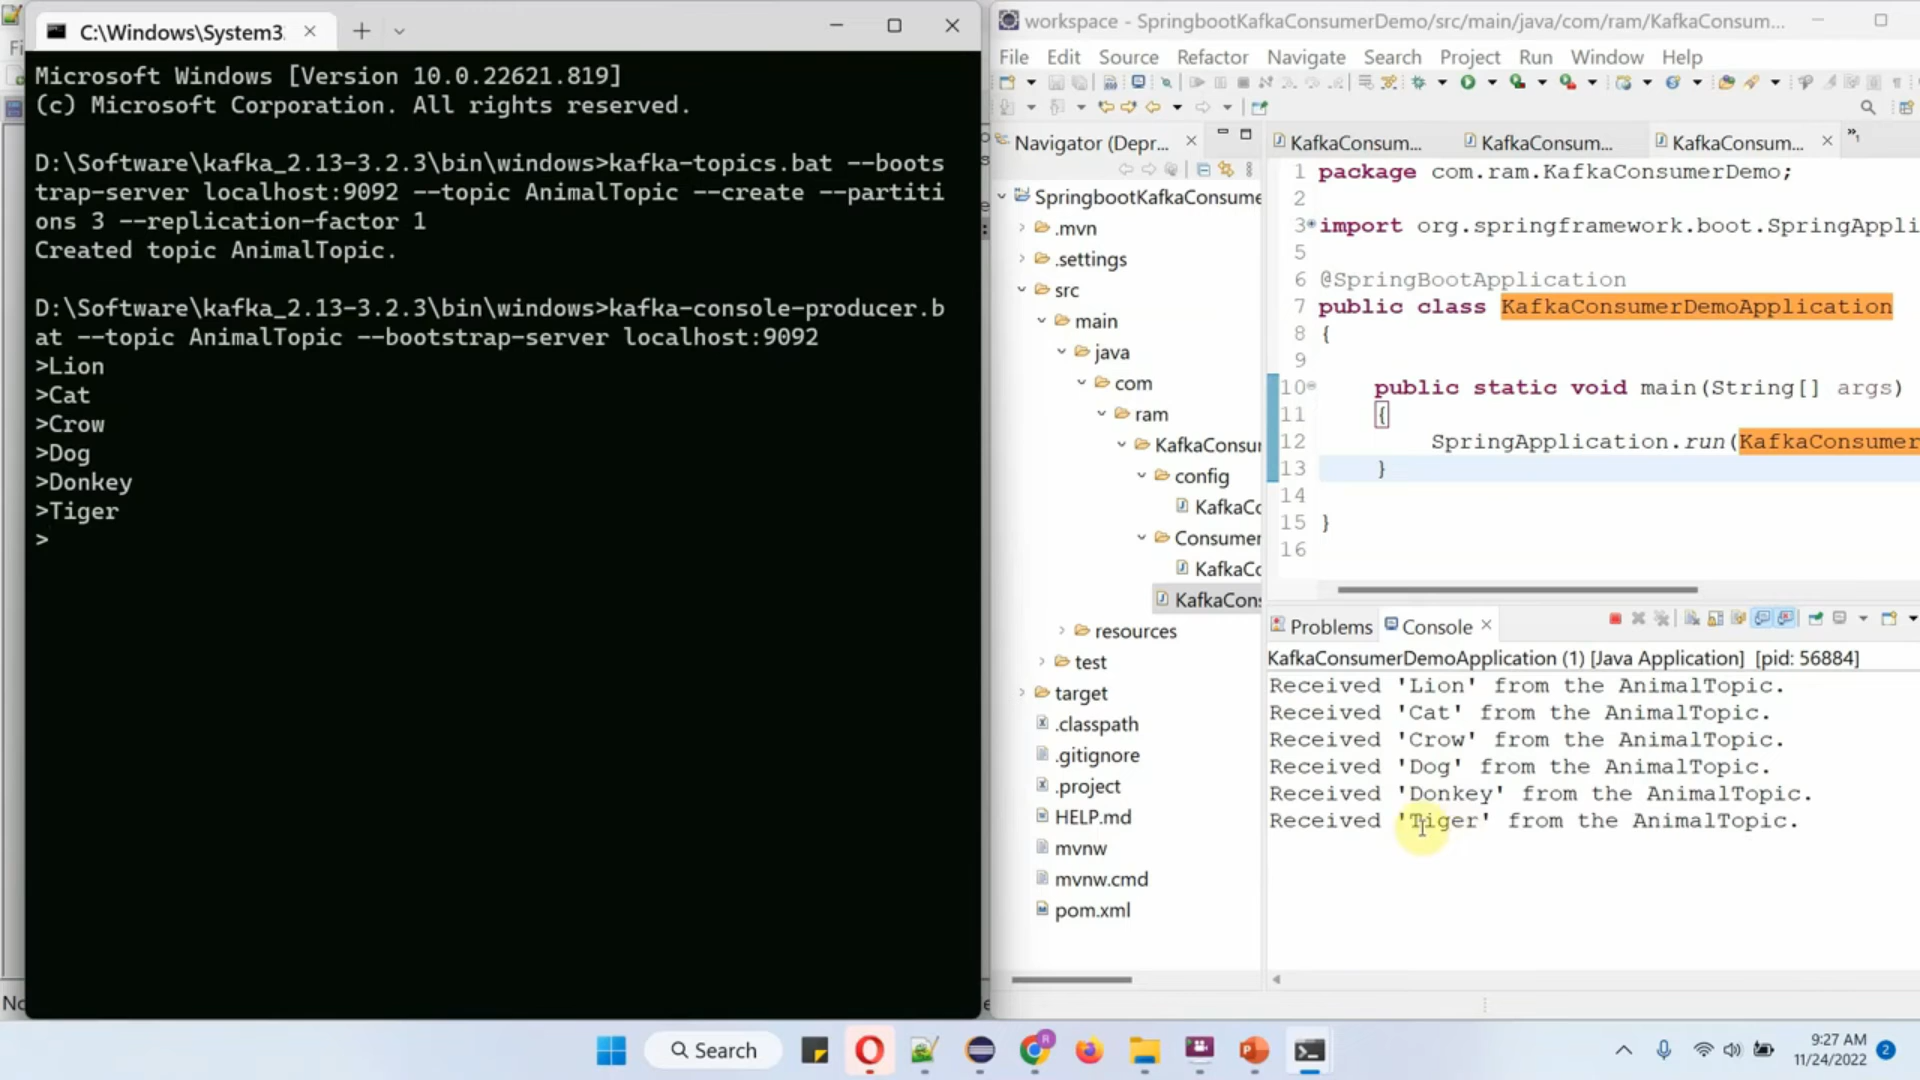 C:\Windows\System3
Microsoft Windows [Version 10.0.22621.819]
(c) Microsoft Corporation. All rights reserved.
D:\Software\kafka_2.13-3.2.3\bin\windows>kafka-topics.bat --boots
trap-server localhost:9092 --topic AnimalTopic --create --partiti
ons 3 --replication-factor 1
Created topic AnimalTopic.
D:\Software\kafka_2.13-3.2.3\bin\windows>kafka-console-producer.b
at --topic AnimalTopic --bootstrap-server localhost:9092
>Lion
>Cat
>Crow
>Dog
>Donkey
>Tiger
>
workspace - SpringbootKafkaConsumerDemo/src/main/java/com/ram/KafkaConsum...
File Edit Source Refactor Navigate Search Project Run Window Help
Navigator (Depr...
SpringbootKafkaConsume
.mvn
.settings
src
main
java
com
ram
KafkaConsu
config
KafkaCo
Consumer
KafkaCo
KafkaCons
resources
test
target
.classpath
.gitignore
.project
HELP.md
mvnw
mvnw.cmd
pom.xml
KafkaConsum... KafkaConsum... KafkaConsum...
1 package com.ram.KafkaConsumerDemo;
2
3 import org.springframework.boot.SpringAppli
5
6 @SpringBootApplication
7 public class KafkaConsumerDemoApplication
8 {
9
10 public static void main(String[] args)
11 {
12 SpringApplication.run(KafkaConsumer
13 }
14
15 }
16
Problems Console
KafkaConsumerDemoApplication (1) [Java Application] [pid: 56884]
Received 'Lion' from the AnimalTopic.
Received 'Cat' from the AnimalTopic.
Received 'Crow' from the AnimalTopic.
Received 'Dog' from the AnimalTopic.
Received 'Donkey' from the AnimalTopic.
Received 'Tiger' from the AnimalTopic.
Search
9:27 AM
11/24/2022
2